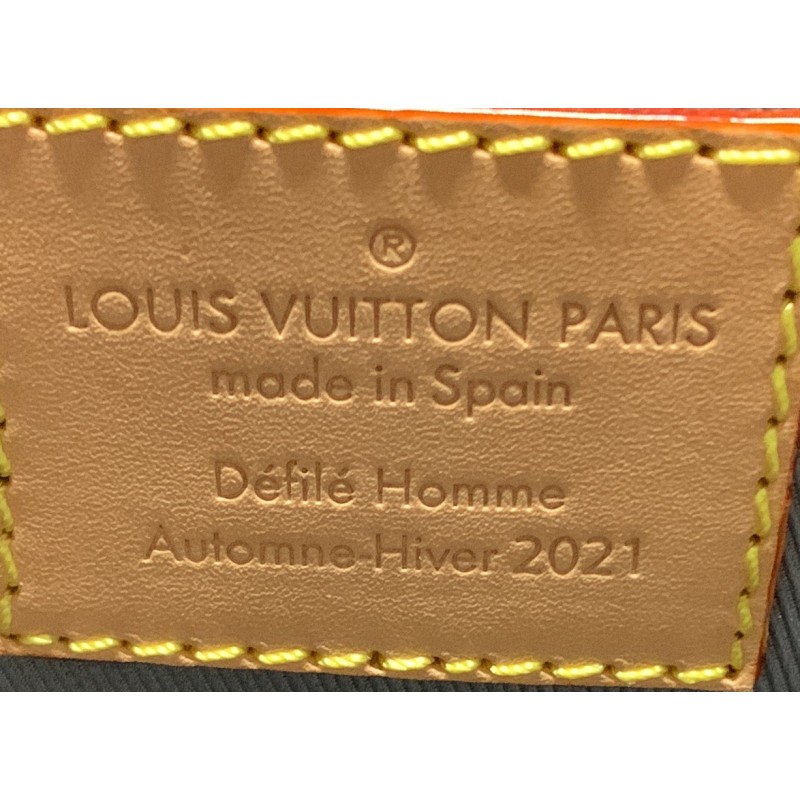 ®
LOUIS VUITTON PARIS
made in Spain
Défilé Homme
Automne-Hiver 2021